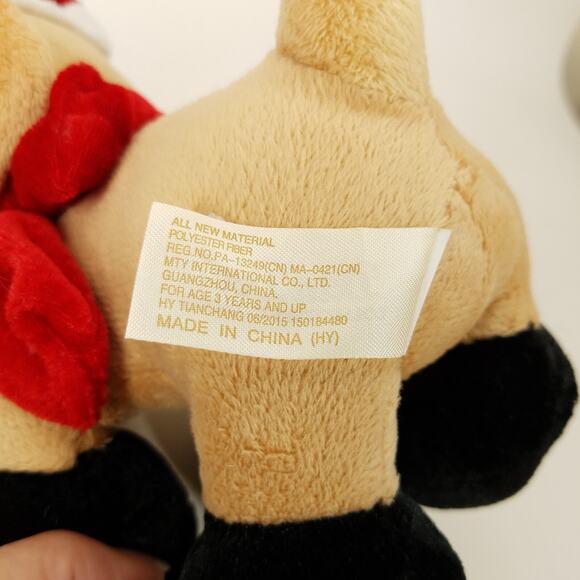 ALL NEW MATERIAL
POLYESTER FIBER
REG.NO.PA-13249(CN) MA-0421(CN)
MTY INTERNATIONAL CO., LTD.
GUANGZHOU, CHINA.
FOR AGE 3 YEARS AND UP
HY TIANCHANG 06/2015 150184480
MADE IN CHINA (HY)